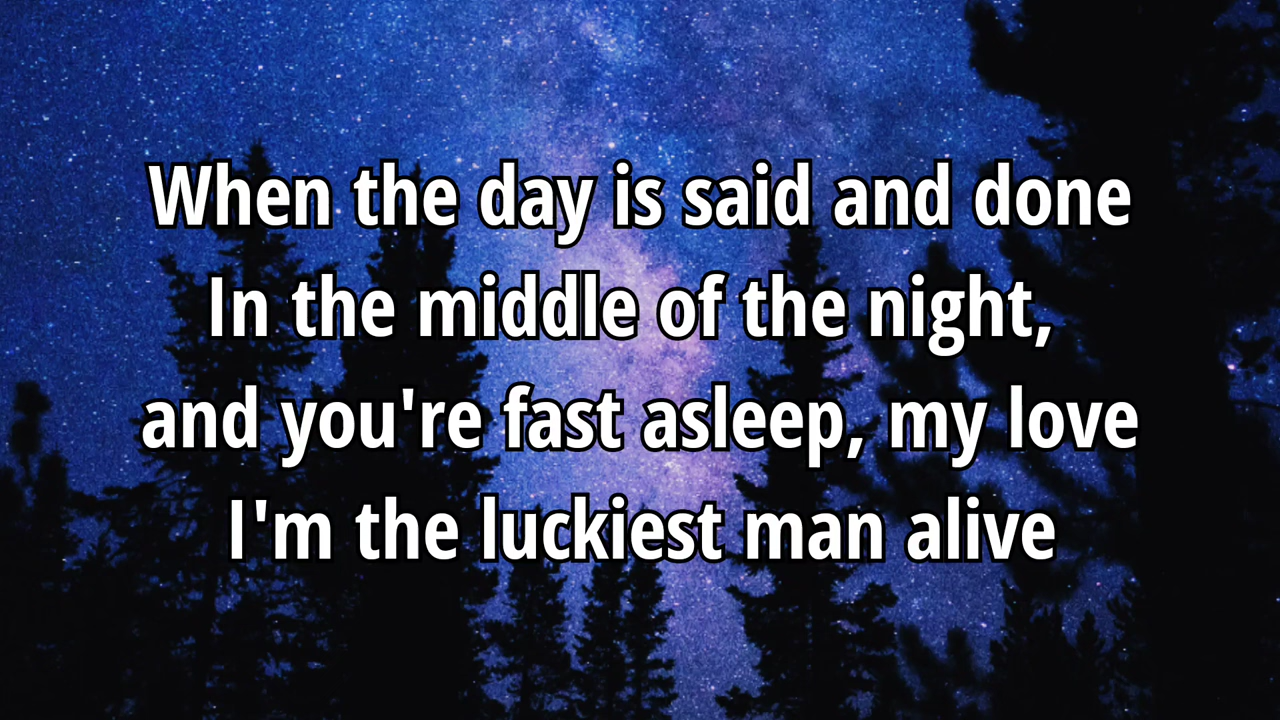 When the day is said and done
In the middle of the night,
and you're fast asleep, my love
I'm the luckiest man alive